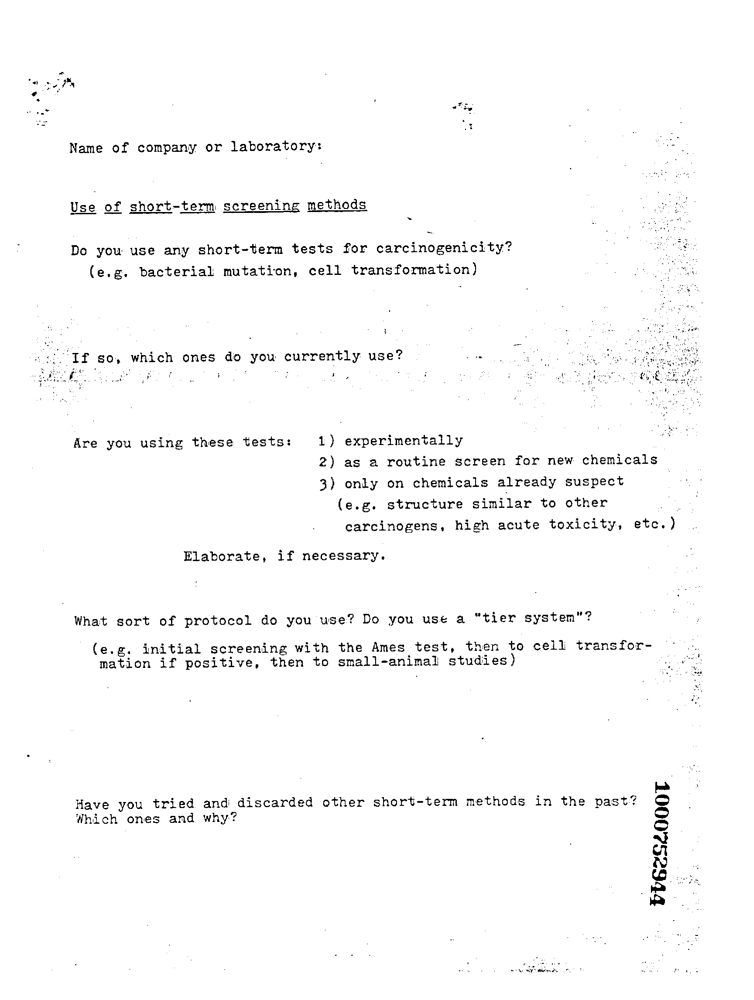 Name of company or laboratory:
Use of short-term screening methods
Do you use any short-term tests for carcinogenicity?
(e.g. bacterial mutation, cell transformation)
If so, which ones do you currently use?
Are you using these tests: 1) experimentally
2) as a routine screen for new chemicals
3) only on chemicals already suspect
(e.g. structure similar to other
carcinogens, high acute toxicity, etc.)
Elaborate, if necessary.
What sort of protocol do you use? Do you use a "tier system"?
(e.g. initial screening with the Ames test, then to cell transfor-
mation if positive, then to small-animal studies)
Have you tried and discarded other short-term methods in the past?
Which ones and why?
1000752944